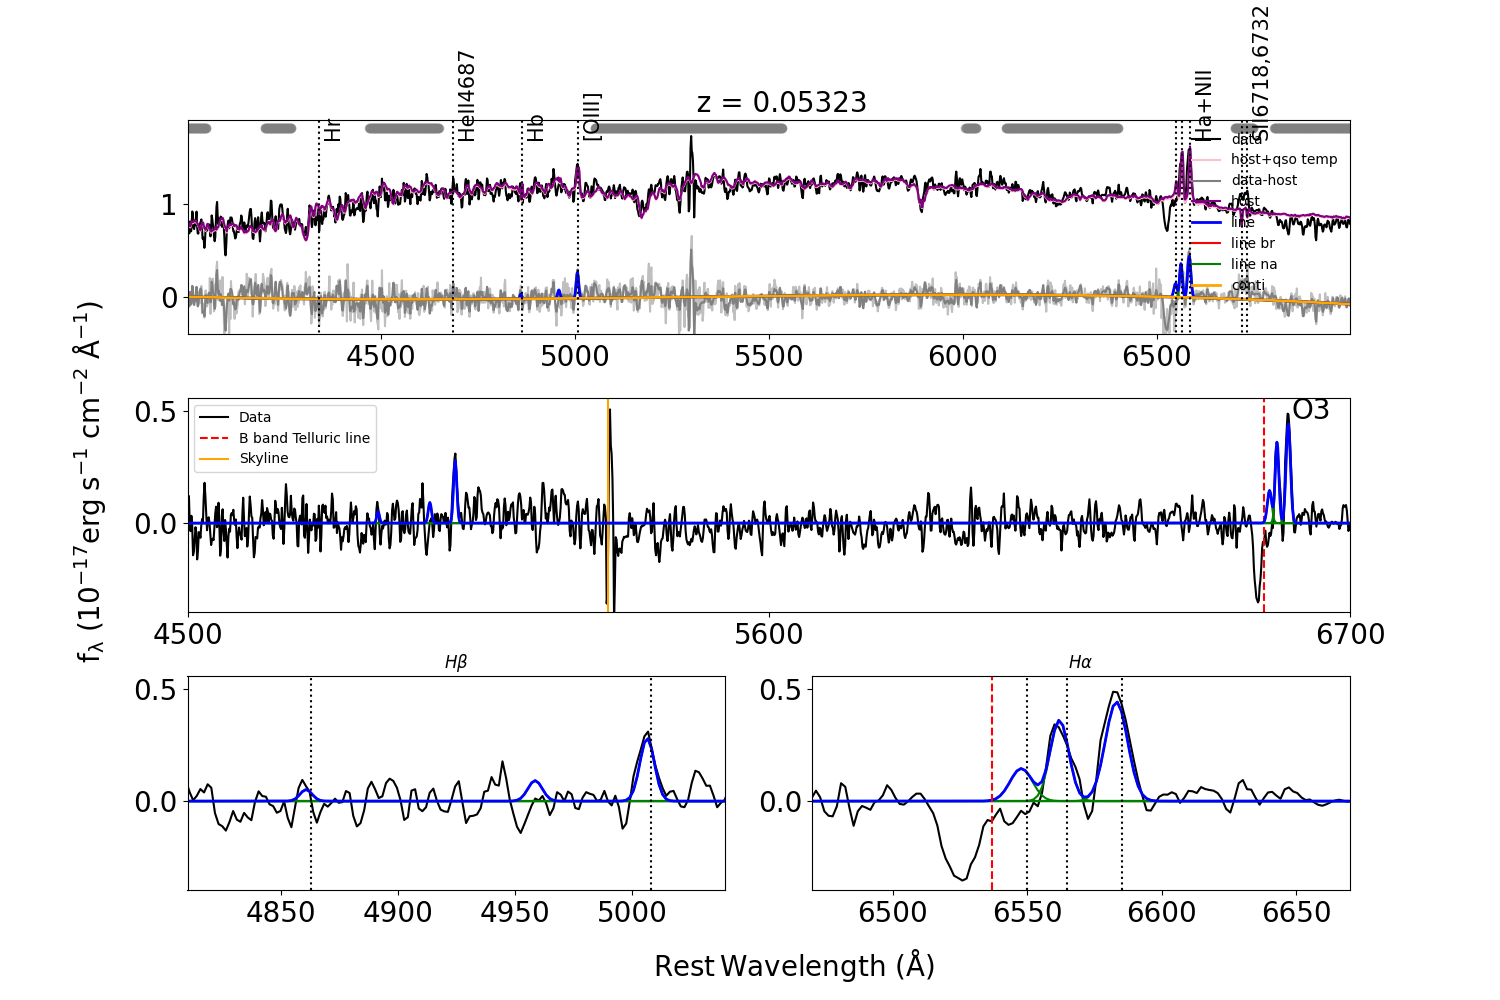 z = 0.05323
Hr
HeII4687
Hb
[OIII]
Ha+NII
SII6718,6732
data
host+qso temp
data-host
host
line
line br
line na
conti
1
0
4500
5000
5500
6000
6500
fλ (10⁻¹⁷erg s⁻¹ cm⁻² Å⁻¹)
0.5
0.0
Data
B band Telluric line
Skyline
O3
4500
5600
6700
Hβ
0.5
0.0
4850
4900
4950
5000
Hα
0.5
0.0
6500
6550
6600
6650
Rest Wavelength (Å)